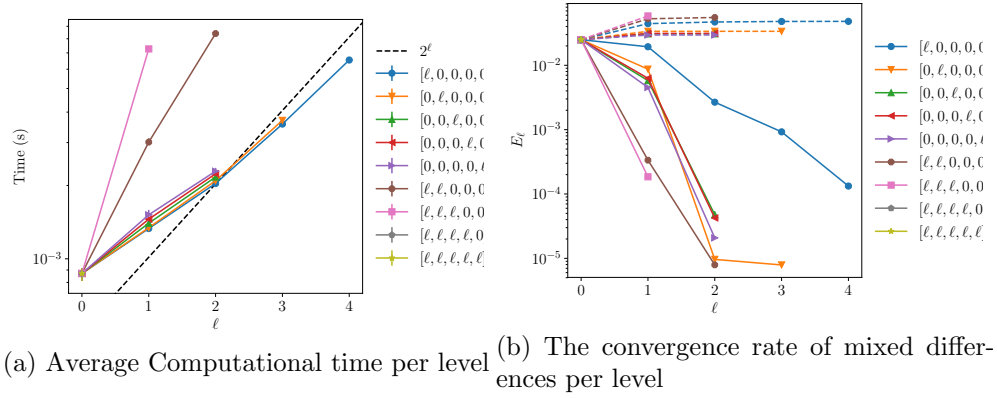 Time (s)
10⁻³
0 1 2 3 4
ℓ
2^ℓ
[ℓ, 0, 0, 0, 0
[0, ℓ, 0, 0, 0
[0, 0, ℓ, 0, 0
[0, 0, 0, ℓ, 0
[0, 0, 0, 0, ℓ
[ℓ, ℓ, 0, 0, 0
[ℓ, ℓ, ℓ, 0, 0
[ℓ, ℓ, ℓ, ℓ, 0
[ℓ, ℓ, ℓ, ℓ, ℓ]
(a) Average Computational time per level
E_ℓ
10⁻²
10⁻³
10⁻⁴
10⁻⁵
0 1 2 3 4
ℓ
[ℓ, 0, 0, 0, 0
[0, ℓ, 0, 0, 0
[0, 0, ℓ, 0, 0
[0, 0, 0, ℓ, 0
[0, 0, 0, 0, ℓ
[ℓ, ℓ, 0, 0, 0
[ℓ, ℓ, ℓ, 0, 0
[ℓ, ℓ, ℓ, ℓ, 0
[ℓ, ℓ, ℓ, ℓ, ℓ]
(b) The convergence rate of mixed differ-
ences per level